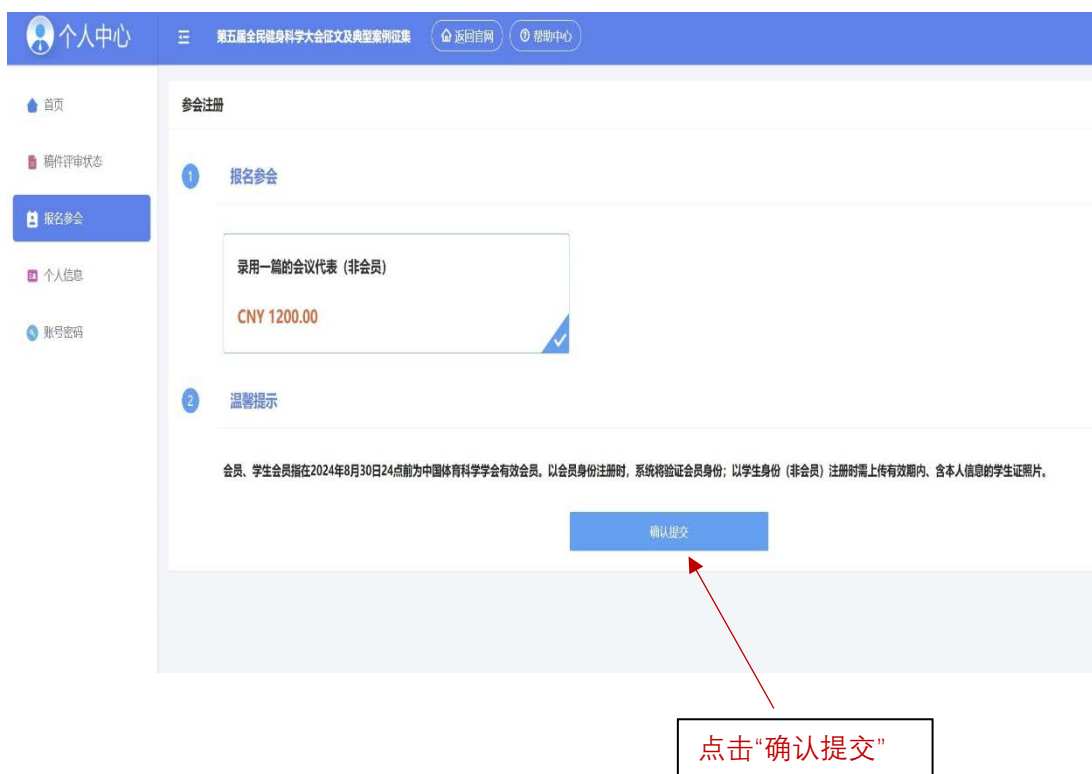 个人中心
第五届全民健身科学大会征文及典型案例征集
返回官网
帮助中心
首页
稿件评审状态
报名参会
个人信息
账号密码
参会注册
1 报名参会
录用一篇的会议代表（非会员）
CNY 1200.00
2 温馨提示
会员、学生会员指在2024年8月30日24点前为中国体育科学学会有效会员。以会员身份注册时，系统将验证会员身份；以学生身份（非会员）注册时需上传有效期内、含本人信息的学生证照片。
确认提交
点击“确认提交”